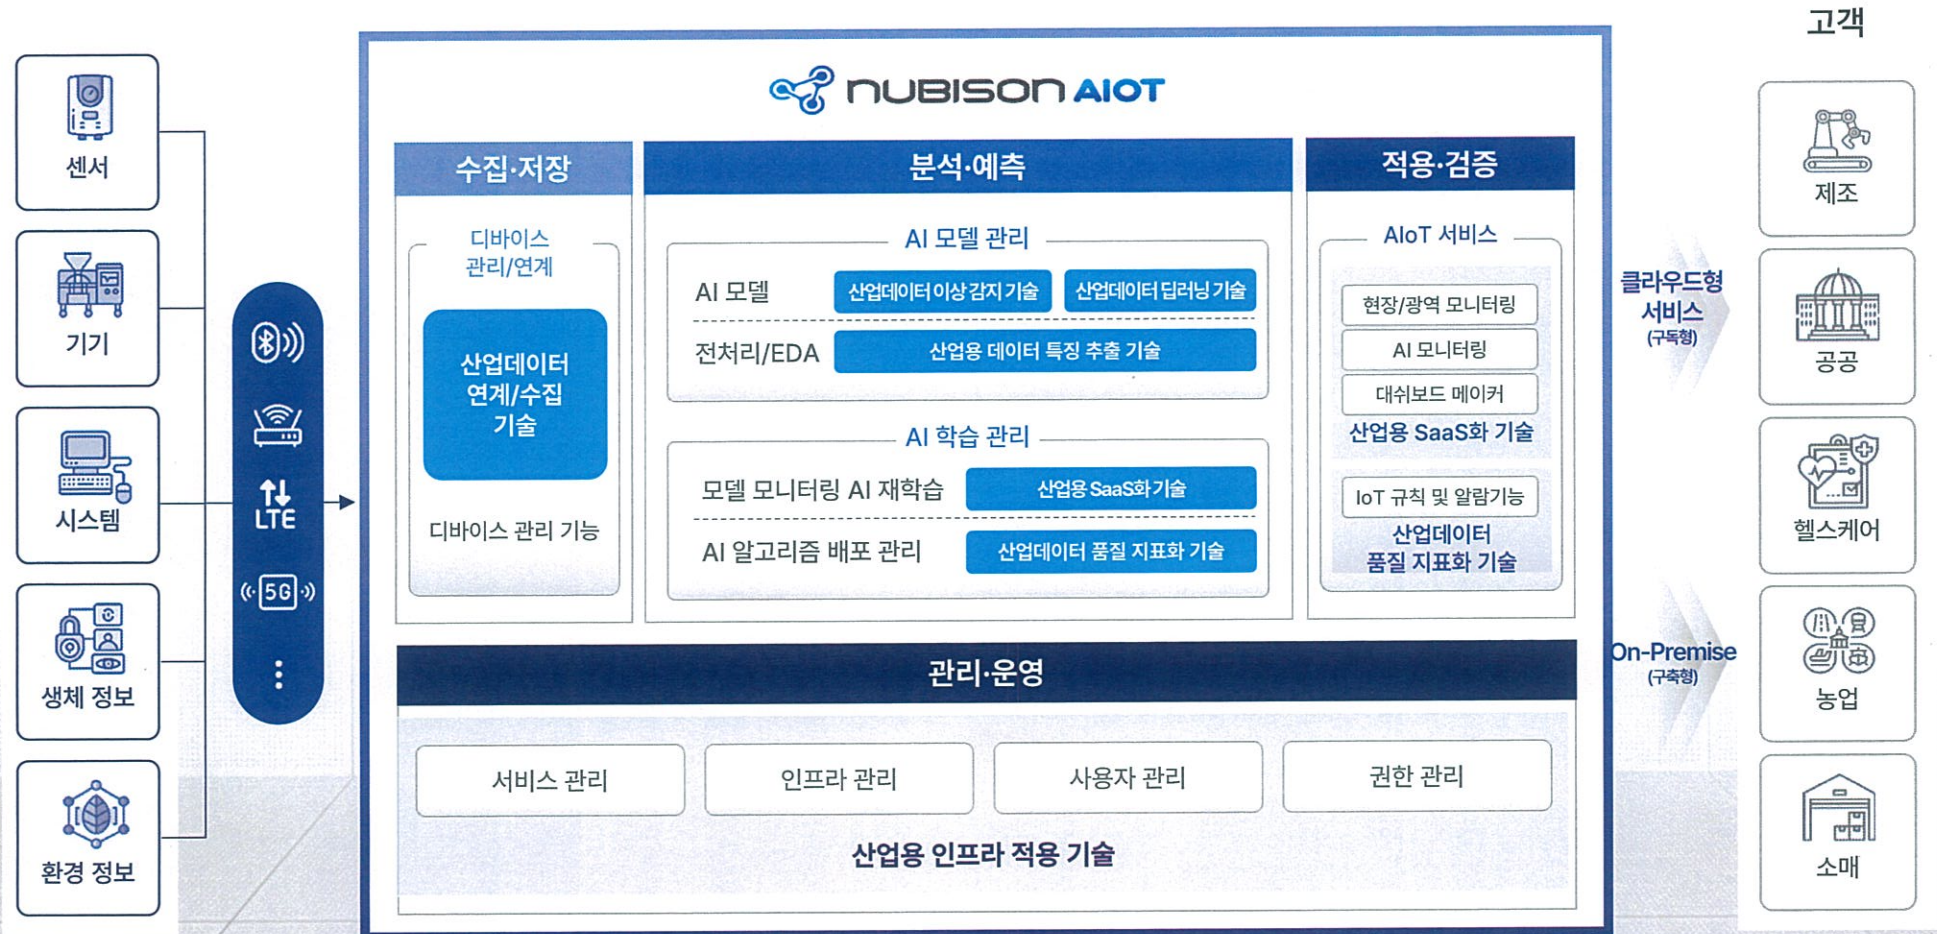 고객
센서
기기
시스템
생체 정보
환경 정보
LTE
5G
NUBISON AIOT
수집·저장
디바이스
관리/연계
산업데이터
연계/수집
기술
디바이스 관리 기능
분석·예측
AI 모델 관리
AI 모델
산업데이터 이상 감지 기술
산업데이터 딥러닝 기술
전처리/EDA
산업용 데이터 특징 추출 기술
AI 학습 관리
모델 모니터링 AI 재학습
산업용 SaaS화 기술
AI 알고리즘 배포 관리
산업데이터 품질 지표화 기술
적용·검증
AIoT 서비스
현장/광역 모니터링
AI 모니터링
대쉬보드 메이커
산업용 SaaS화 기술
IoT 규칙 및 알람기능
산업데이터
품질 지표화 기술
관리·운영
서비스 관리
인프라 관리
사용자 관리
권한 관리
산업용 인프라 적용 기술
클라우드형
서비스
(구독형)
On-Premise
(구축형)
제조
공공
헬스케어
농업
소매